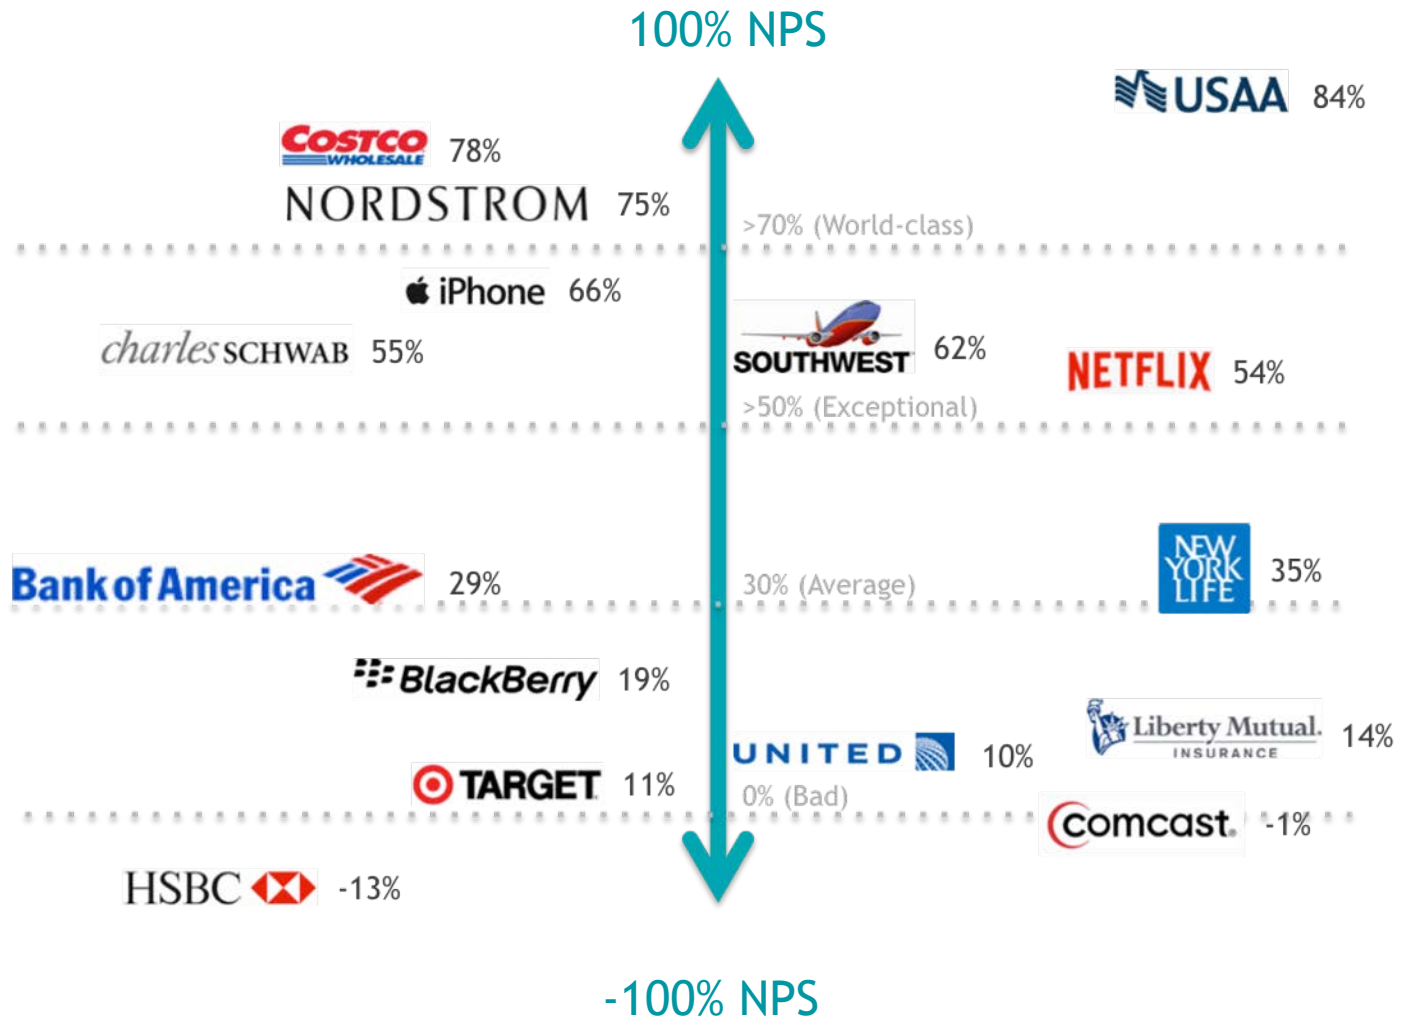 100% NPS
USAA 84%
COSTCO WHOLESALE 78%
NORDSTROM 75%
>70% (World-class)
iPhone 66%
SOUTHWEST 62%
charles SCHWAB 55%
NETFLIX 54%
>50% (Exceptional)
NEW YORK LIFE 35%
Bank of America 29%
30% (Average)
BlackBerry 19%
Liberty Mutual. INSURANCE 14%
UNITED 10%
TARGET 11%
0% (Bad)
comcast. -1%
HSBC -13%
-100% NPS